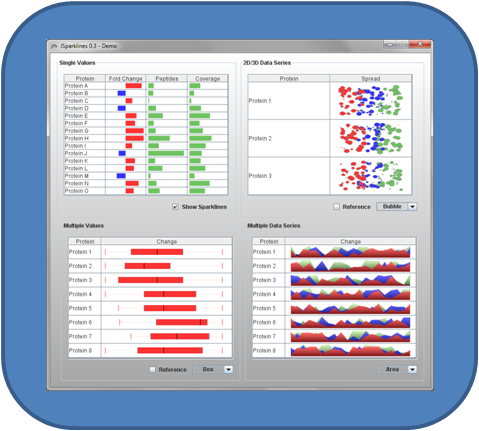 JSparklines 0.3 - Demo
Single Values
Protein Fold Change Peptides Coverage
Protein A
Protein B
Protein C
Protein D
Protein E
Protein F
Protein G
Protein H
Protein I
Protein J
Protein K
Protein L
Protein M
Protein N
Protein O
Show Sparklines
2D/3D Data Series
Protein Spread
Protein 1
Protein 2
Protein 3
Reference Bubble
Multiple Values
Protein Change
Protein 1
Protein 2
Protein 3
Protein 4
Protein 5
Protein 6
Protein 7
Protein 8
Reference Box
Multiple Data Series
Protein Change
Protein 1
Protein 2
Protein 3
Protein 4
Protein 5
Protein 6
Protein 7
Protein 8
Area